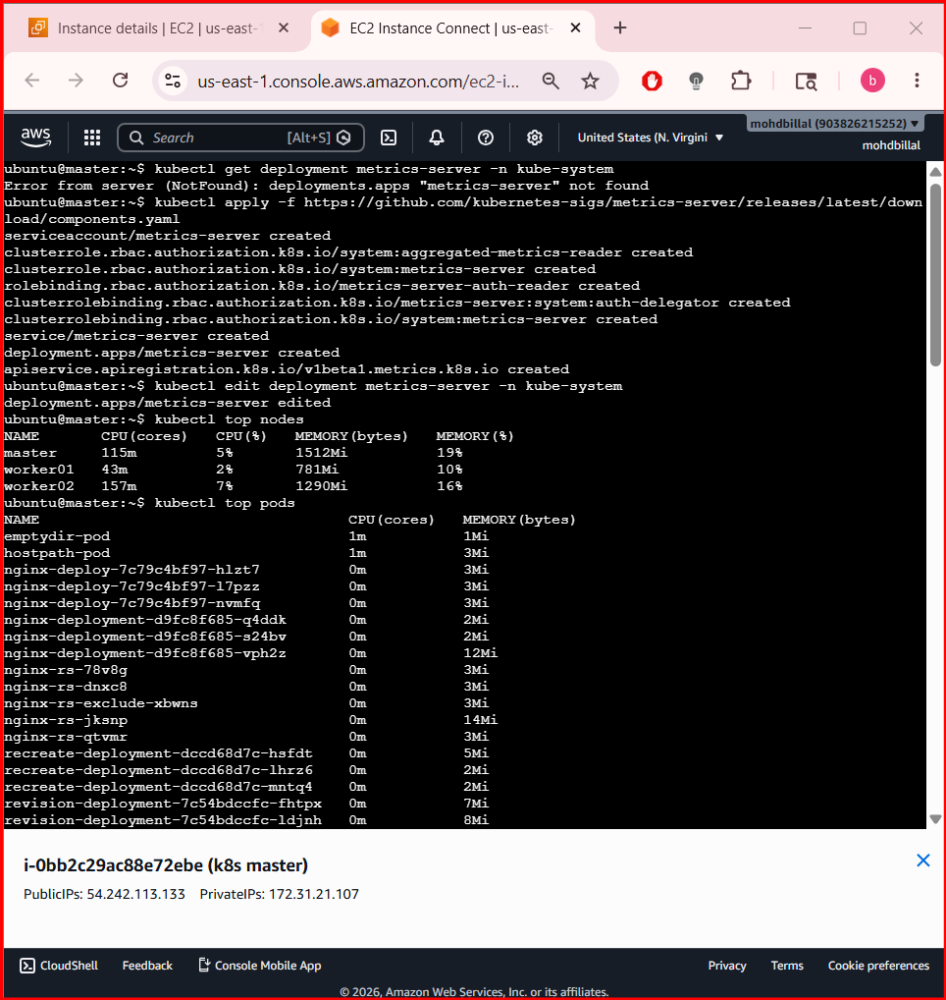 Instance details | EC2 | us-east-1
EC2 Instance Connect | us-east-
us-east-1.console.aws.amazon.com/ec2-i...
b
aws
Search
[Alt+S]
United States (N. Virgini
mohdbillal (903826215252)
mohdbillal
ubuntu@master:~$ kubectl get deployment metrics-server -n kube-system
Error from server (NotFound): deployments.apps "metrics-server" not found
ubuntu@master:~$ kubectl apply -f https://github.com/kubernetes-sigs/metrics-server/releases/latest/down
load/components.yaml
serviceaccount/metrics-server created
clusterrole.rbac.authorization.k8s.io/system:aggregated-metrics-reader created
clusterrole.rbac.authorization.k8s.io/system:metrics-server created
rolebinding.rbac.authorization.k8s.io/metrics-server-auth-reader created
clusterrolebinding.rbac.authorization.k8s.io/metrics-server:system:auth-delegator created
clusterrolebinding.rbac.authorization.k8s.io/system:metrics-server created
service/metrics-server created
deployment.apps/metrics-server created
apiservice.apiregistration.k8s.io/v1beta1.metrics.k8s.io created
ubuntu@master:~$ kubectl edit deployment metrics-server -n kube-system
deployment.apps/metrics-server edited
ubuntu@master:~$ kubectl top nodes
NAME CPU(cores) CPU(%) MEMORY(bytes) MEMORY(%)
master 115m 5% 1512Mi 19%
worker01 43m 2% 781Mi 10%
worker02 157m 7% 1290Mi 16%
ubuntu@master:~$ kubectl top pods
NAME CPU(cores) MEMORY(bytes)
emptydir-pod 1m 1Mi
hostpath-pod 1m 3Mi
nginx-deploy-7c79c4bf97-hlzt7 0m 3Mi
nginx-deploy-7c79c4bf97-l7pzz 0m 3Mi
nginx-deploy-7c79c4bf97-nvmfq 0m 3Mi
nginx-deployment-d9fc8f685-q4ddk 0m 2Mi
nginx-deployment-d9fc8f685-s24bv 0m 2Mi
nginx-deployment-d9fc8f685-vph2z 0m 12Mi
nginx-rs-78v8g 0m 3Mi
nginx-rs-dnxc8 0m 3Mi
nginx-rs-exclude-xbwns 0m 3Mi
nginx-rs-jksnp 0m 14Mi
nginx-rs-qtvmr 0m 3Mi
recreate-deployment-dccd68d7c-hsfdt 0m 5Mi
recreate-deployment-dccd68d7c-lhrz6 0m 2Mi
recreate-deployment-dccd68d7c-mntq4 0m 2Mi
revision-deployment-7c54bdccfc-fhtpx 0m 7Mi
revision-deployment-7c54bdccfc-ldjnh 0m 8Mi
i-0bb2c29ac88e72ebe (k8s master)
PublicIPs: 54.242.113.133 PrivateIPs: 172.31.21.107
CloudShell Feedback Console Mobile App Privacy Terms Cookie preferences
© 2026, Amazon Web Services, Inc. or its affiliates.